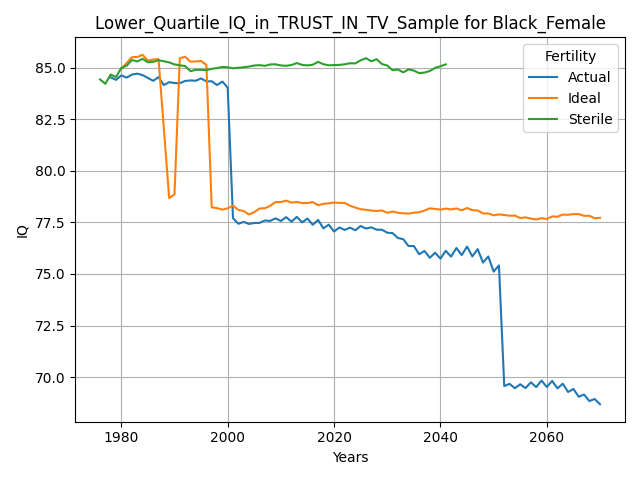 Lower_Quartile_IQ_in_TRUST_IN_TV_Sample for Black_Female
Fertility
Actual
Ideal
Sterile
85.0
82.5
80.0
77.5
75.0
72.5
70.0
IQ
1980 2000 2020 2040 2060
Years